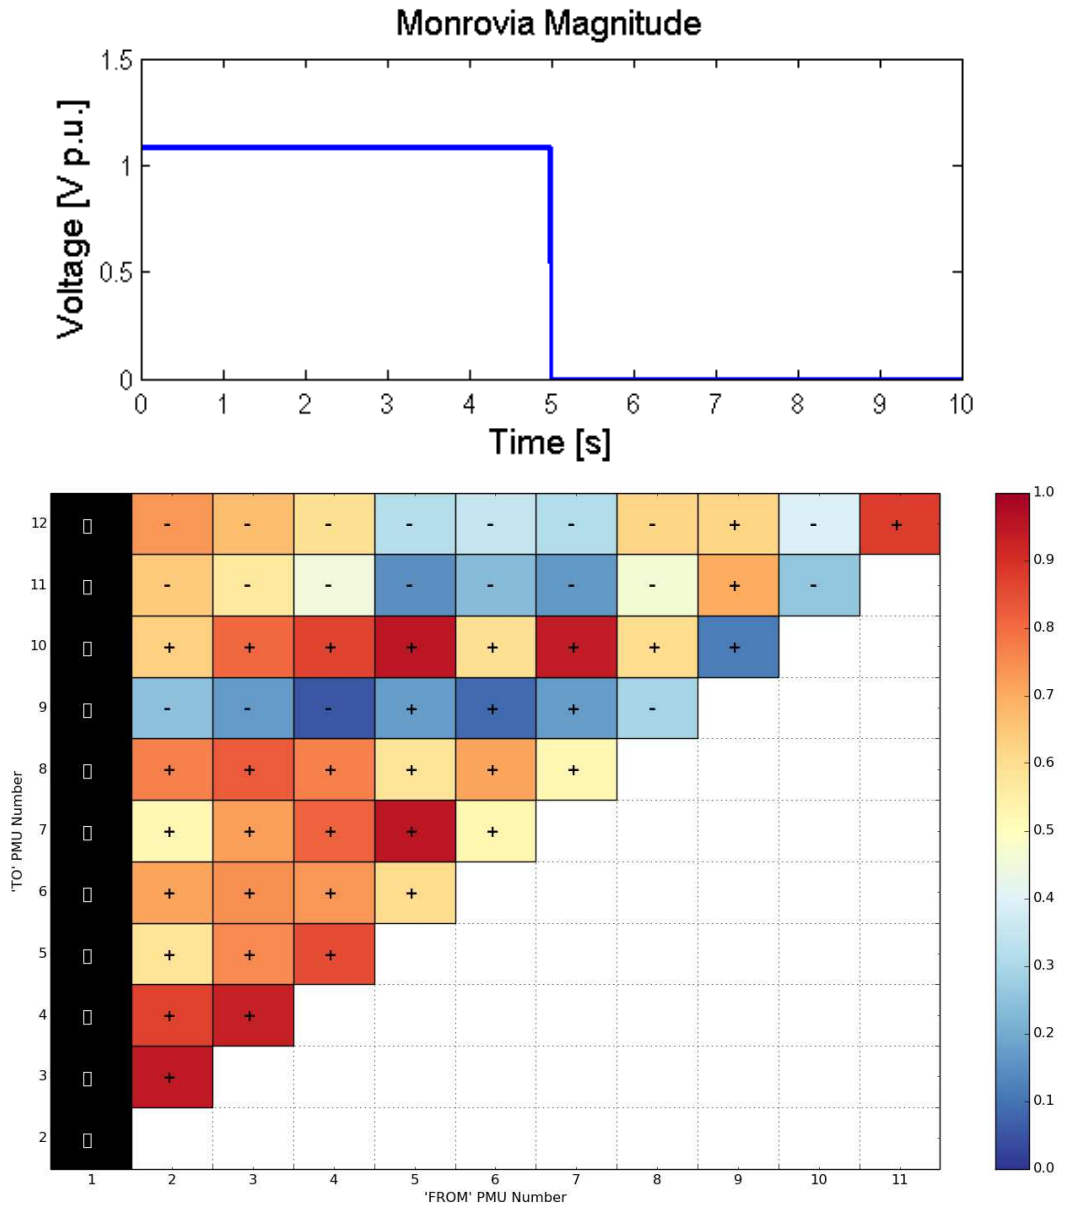 Monrovia Magnitude
1.5
1
0.5
0
Voltage [V p.u.]
0 1 2 3 4 5 6 7 8 9 10
Time [s]
12 - - - - - - - + - +
11 - - - - - - - + -
10 + + + + + + + +
9 - - - + + + -
8 + + + + + +
7 + + + + +
6 + + + +
5 + + +
4 + +
3 +
2
'TO' PMU Number
1 2 3 4 5 6 7 8 9 10 11
'FROM' PMU Number
1.0
0.9
0.8
0.7
0.6
0.5
0.4
0.3
0.2
0.1
0.0